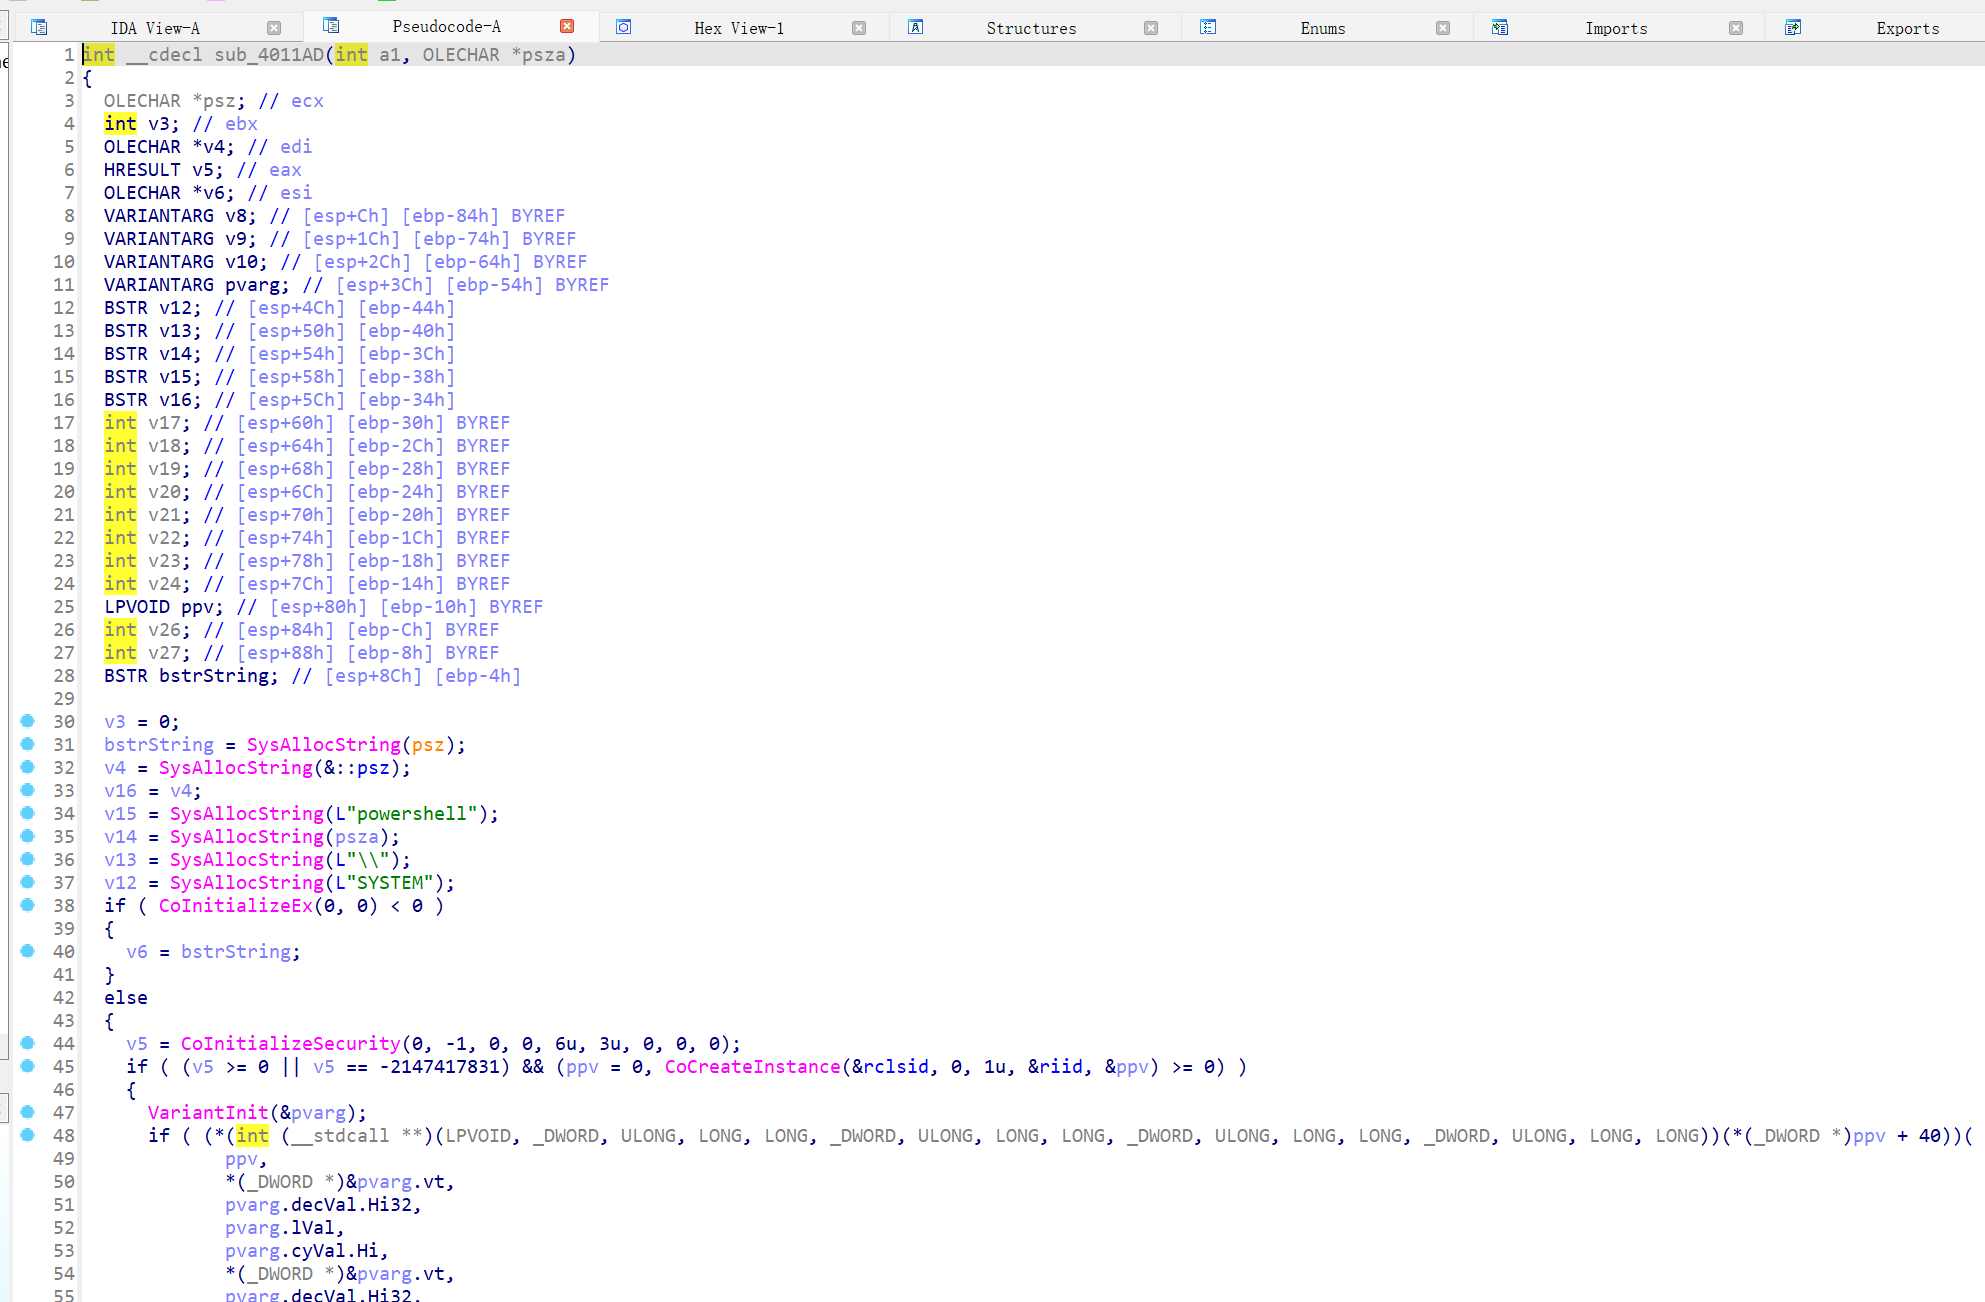 IDA View-A Pseudocode-A Hex View-1 Structures Enums Imports Exports
1 int __cdecl sub_4011AD(int a1, OLECHAR *psza)
2 {
3 OLECHAR *psz; // ecx
4 int v3; // ebx
5 OLECHAR *v4; // edi
6 HRESULT v5; // eax
7 OLECHAR *v6; // esi
8 VARIANTARG v8; // [esp+Ch] [ebp-84h] BYREF
9 VARIANTARG v9; // [esp+1Ch] [ebp-74h] BYREF
10 VARIANTARG v10; // [esp+2Ch] [ebp-64h] BYREF
11 VARIANTARG pvarg; // [esp+3Ch] [ebp-54h] BYREF
12 BSTR v12; // [esp+4Ch] [ebp-44h]
13 BSTR v13; // [esp+50h] [ebp-40h]
14 BSTR v14; // [esp+54h] [ebp-3Ch]
15 BSTR v15; // [esp+58h] [ebp-38h]
16 BSTR v16; // [esp+5Ch] [ebp-34h]
17 int v17; // [esp+60h] [ebp-30h] BYREF
18 int v18; // [esp+64h] [ebp-2Ch] BYREF
19 int v19; // [esp+68h] [ebp-28h] BYREF
20 int v20; // [esp+6Ch] [ebp-24h] BYREF
21 int v21; // [esp+70h] [ebp-20h] BYREF
22 int v22; // [esp+74h] [ebp-1Ch] BYREF
23 int v23; // [esp+78h] [ebp-18h] BYREF
24 int v24; // [esp+7Ch] [ebp-14h] BYREF
25 LPVOID ppv; // [esp+80h] [ebp-10h] BYREF
26 int v26; // [esp+84h] [ebp-Ch] BYREF
27 int v27; // [esp+88h] [ebp-8h] BYREF
28 BSTR bstrString; // [esp+8Ch] [ebp-4h]
29
30 v3 = 0;
31 bstrString = SysAllocString(psz);
32 v4 = SysAllocString(&::psz);
33 v16 = v4;
34 v15 = SysAllocString(L"powershell");
35 v14 = SysAllocString(psza);
36 v13 = SysAllocString(L"\\");
37 v12 = SysAllocString(L"SYSTEM");
38 if ( CoInitializeEx(0, 0) < 0 )
39 {
40 v6 = bstrString;
41 }
42 else
43 {
44 v5 = CoInitializeSecurity(0, -1, 0, 0, 6u, 3u, 0, 0, 0);
45 if ( (v5 >= 0 || v5 == -2147417831) && (ppv = 0, CoCreateInstance(&rclsid, 0, 1u, &riid, &ppv) >= 0) )
46 {
47 VariantInit(&pvarg);
48 if ( (*(int (__stdcall **)(LPVOID, _DWORD, ULONG, LONG, LONG, _DWORD, ULONG, LONG, LONG, _DWORD, ULONG, LONG, LONG, _DWORD, ULONG, LONG, LONG))(*(_DWORD *)ppv + 40))(
49 ppv,
50 *(_DWORD *)&pvarg.vt,
51 pvarg.decVal.Hi32,
52 pvarg.lVal,
53 pvarg.cyVal.Hi,
54 *(_DWORD *)&pvarg.vt,
55 pvarg.decVal.Hi32,